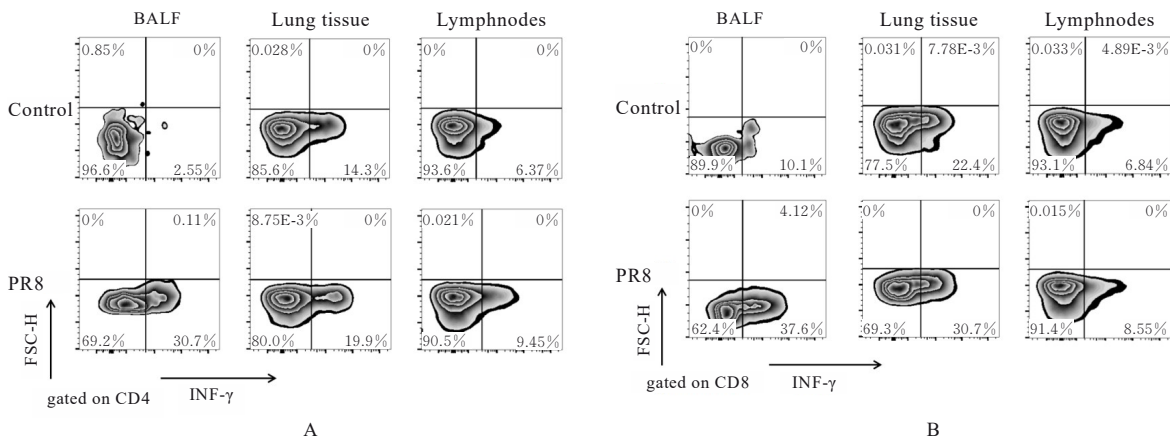 BALF Lung tissue Lymphnodes
0.85% 0% 0.028% 0% 0% 0%
Control
96.6% 2.55% 85.6% 14.3% 93.6% 6.37%
0% 0.11% 8.75E-3% 0% 0.021% 0%
PR8
69.2% 30.7% 80.0% 19.9% 90.5% 9.45%
FSC-H
gated on CD4 INF-γ
A
BALF Lung tissue Lymphnodes
0.031% 7.78E-3% 0.033% 4.89E-3%
Control
89.9% 10.1% 77.5% 22.4% 93.1% 6.84%
0% 4.12% 0% 0% 0.015% 0%
PR8
62.4% 37.6% 69.3% 30.7% 91.4% 8.55%
FSC-H
gated on CD8 INF-γ
B